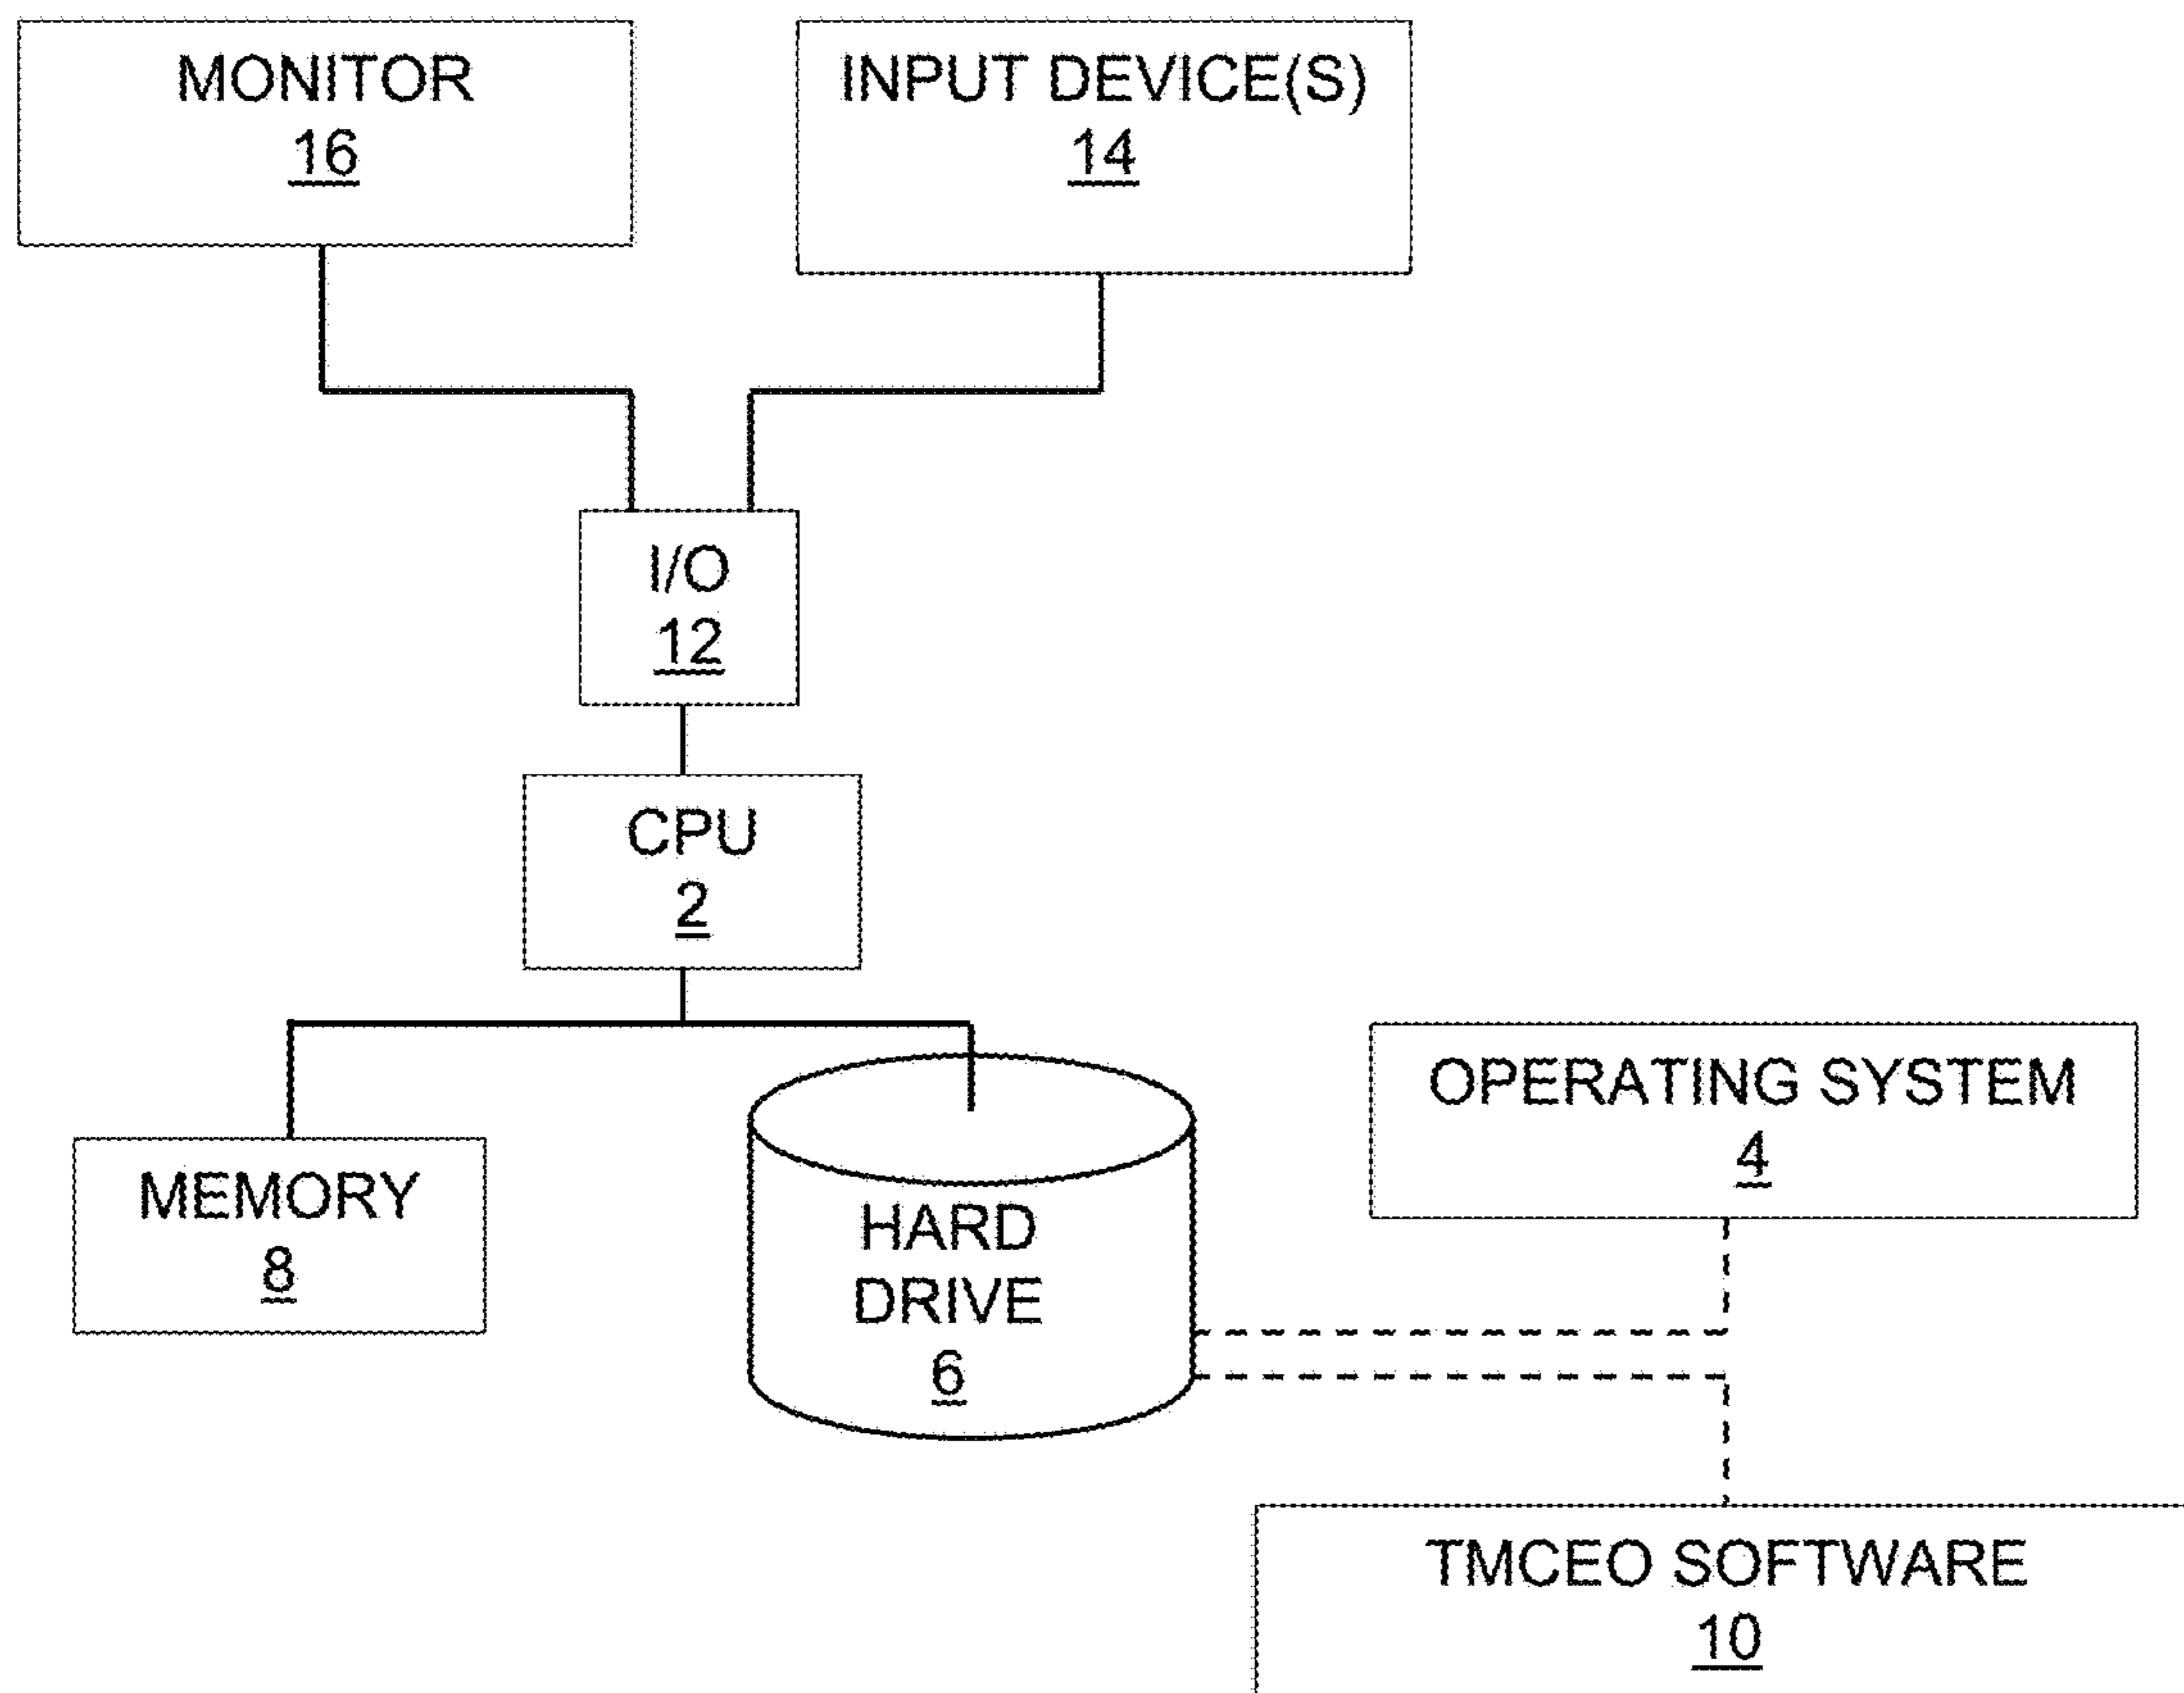 MONITOR
16
INPUT DEVICE(S)
14
I/O
12
CPU
2
MEMORY
8
HARD
DRIVE
6
OPERATING SYSTEM
4
TMCEO SOFTWARE
10